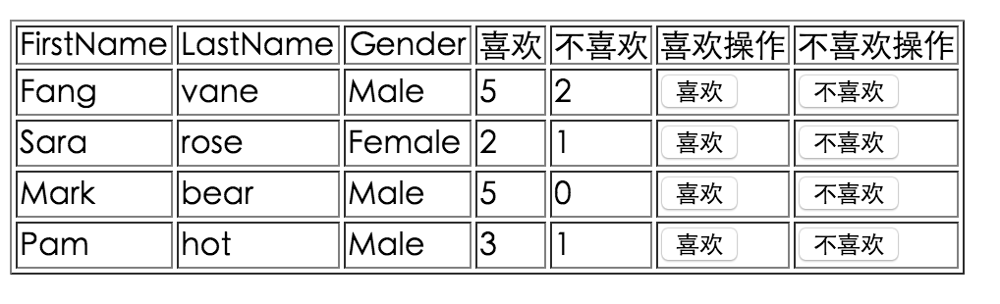 FirstName LastName Gender 喜欢 不喜欢 喜欢操作 不喜欢操作
Fang vane Male 5 2 喜欢 不喜欢
Sara rose Female 2 1 喜欢 不喜欢
Mark bear Male 5 0 喜欢 不喜欢
Pam hot Male 3 1 喜欢 不喜欢